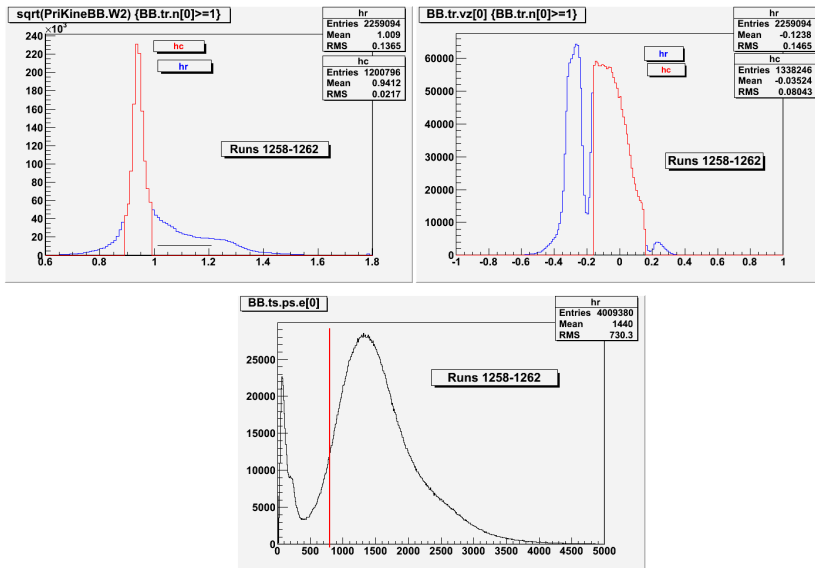 sqrt(PriKineBB.W2) {BB.tr.n[0]>=1}
hr
Entries 2259094
Mean 1.009
RMS 0.1365
hc
Entries 1200796
Mean 0.9412
RMS 0.0217
×10³
240
220
200
180
160
140
120
100
80
60
40
20
0
0.6 0.8 1 1.2 1.4 1.6 1.8
hc
hr
Runs 1258-1262
BB.tr.vz[0] {BB.tr.n[0]>=1}
hr
Entries 2259094
Mean -0.1238
RMS 0.1465
hc
Entries 1338246
Mean -0.03524
RMS 0.08043
60000
50000
40000
30000
20000
10000
0
-1 -0.8 -0.6 -0.4 -0.2 0 0.2 0.4 0.6 0.8 1
hr
hc
Runs 1258-1262
BB.ts.ps.e[0]
hr
Entries 4009380
Mean 1440
RMS 730.3
25000
20000
15000
10000
5000
0
0 500 1000 1500 2000 2500 3000 3500 4000 4500 5000
Runs 1258-1262